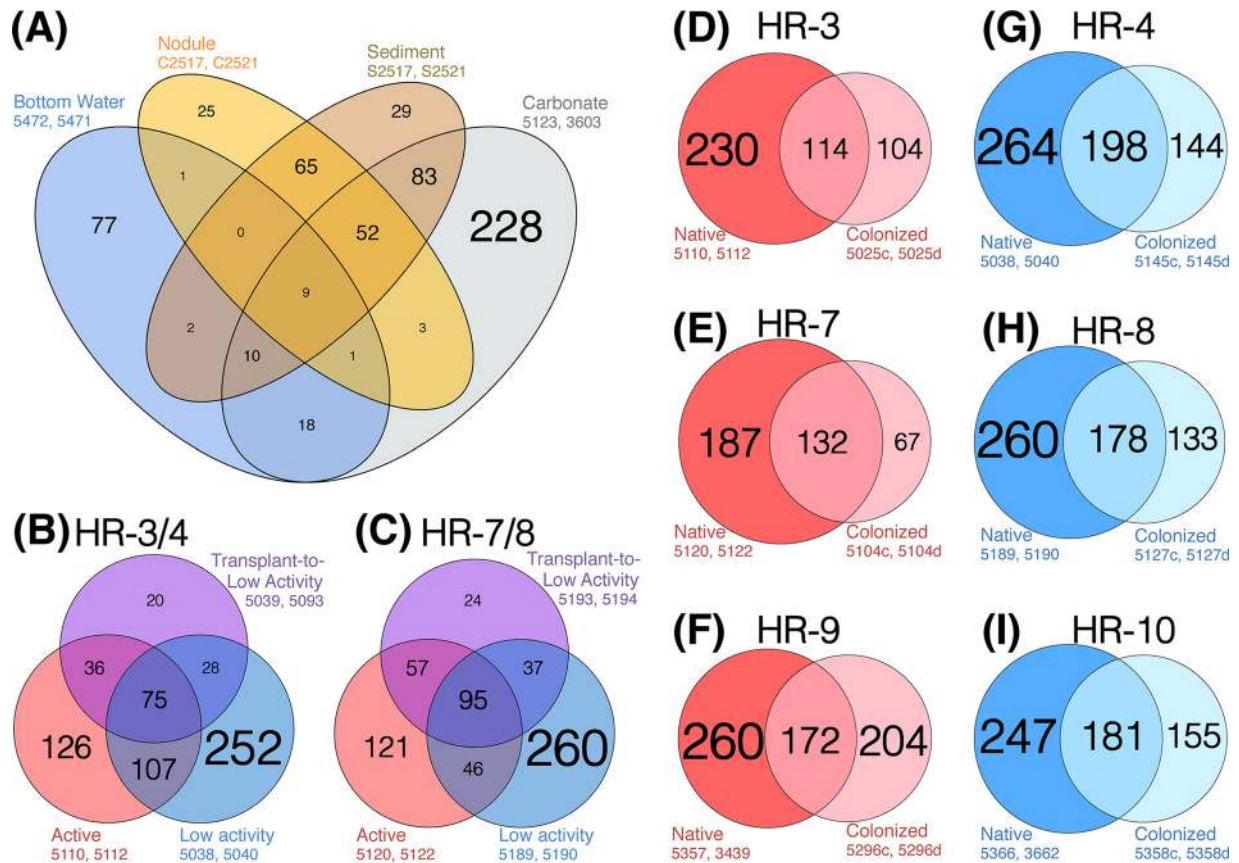 (A)
Nodule
C2517, C2521
Sediment
S2517, S2521
Bottom Water
5472, 5471
Carbonate
5123, 3603
25
29
1
65
83
77
0
52
228
9
2
10
1
3
18
(B) HR-3/4
Transplant-to-
Low Activity
5039, 5093
20
36
28
75
126
252
107
Active
5110, 5112
Low activity
5038, 5040
(C) HR-7/8
Transplant-to-
Low Activity
5193, 5194
24
57
37
95
121
260
46
Active
5120, 5122
Low activity
5189, 5190
(D) HR-3
230
114
104
Native
5110, 5112
Colonized
5025c, 5025d
(E) HR-7
187
132
67
Native
5120, 5122
Colonized
5104c, 5104d
(F) HR-9
260
172
204
Native
5357, 3439
Colonized
5296c, 5296d
(G) HR-4
264
198
144
Native
5038, 5040
Colonized
5145c, 5145d
(H) HR-8
260
178
133
Native
5189, 5190
Colonized
5127c, 5127d
(I) HR-10
247
181
155
Native
5366, 3662
Colonized
5358c, 5358d